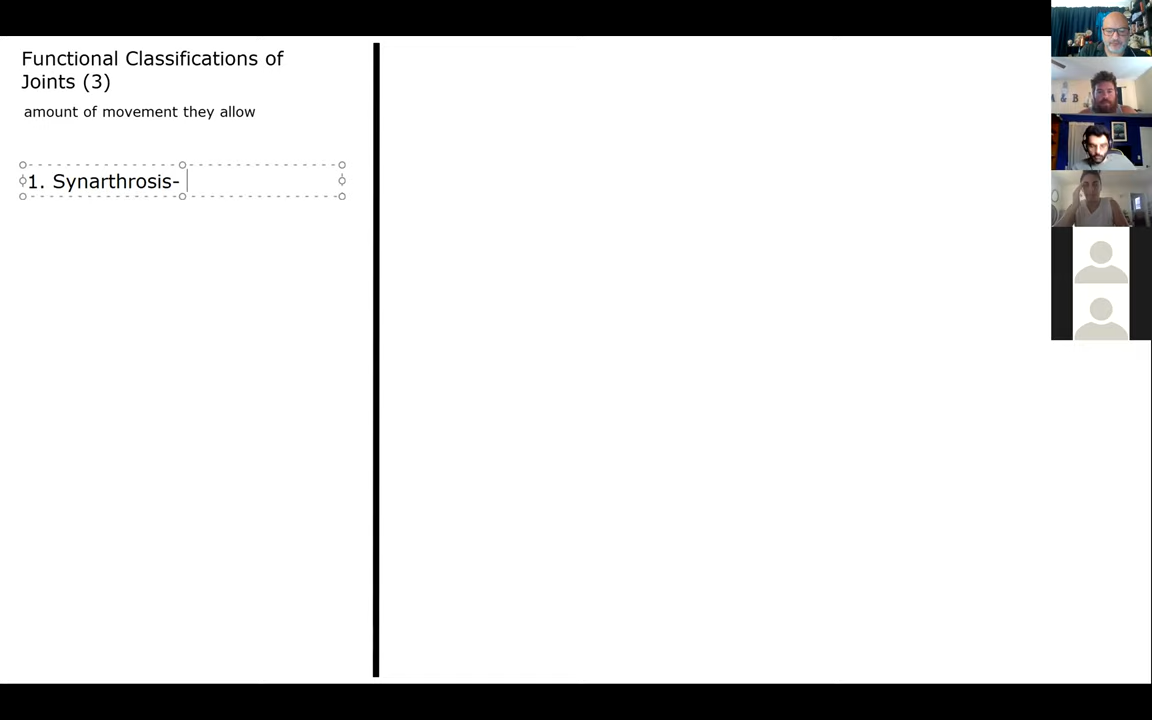 Functional Classifications of
Joints (3)
amount of movement they allow
1. Synarthrosis-
A & B